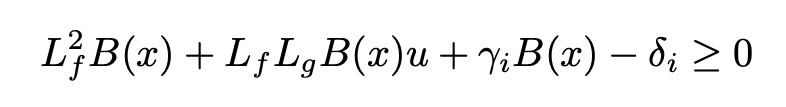 $L_f^2 B(x) + L_f L_g B(x) u + \gamma_i B(x) - \delta_i \geq 0$